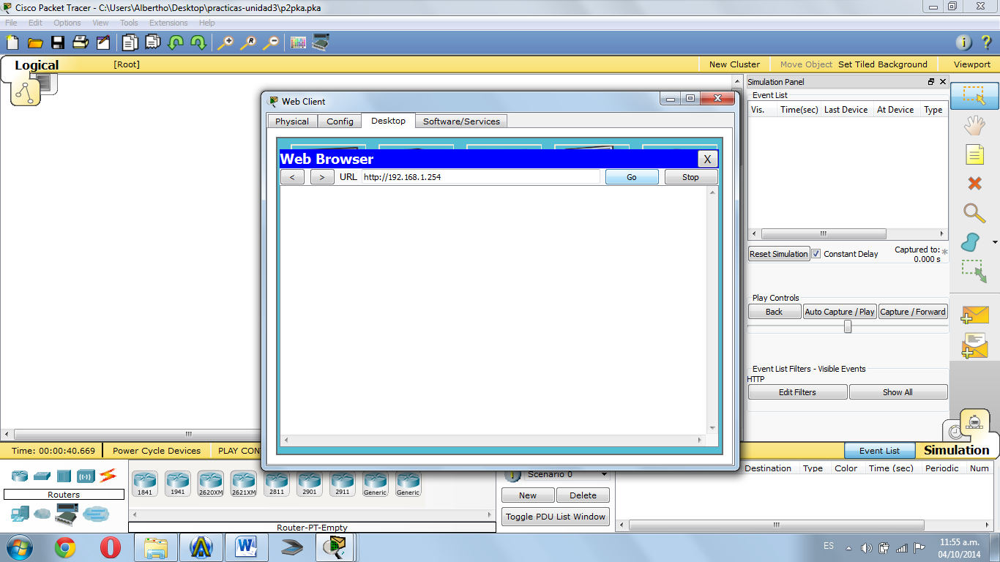 Cisco Packet Tracer - C:\Users\Albertho\Desktop\practicas-unidad3\p2pka.pka
File Edit Options View Tools Extensions Help
Logical [Root] New Cluster Move Object Set Tiled Background Viewport
Simulation Panel
Event List
Vis. Time(sec) Last Device At Device Type
Web Client
Physical Config Desktop Software/Services
Web Browser X
< > URL http://192.168.1.254 Go Stop
Reset Simulation Constant Delay Captured to: *
0.000 s
Play Controls
Back Auto Capture / Play Capture / Forward
Event List Filters - Visible Events
HTTP
Edit Filters Show All
Time: 00:00:40.669 Power Cycle Devices PLAY CON Event List Simulation
Scenario 0 Destination Type Color Time (sec) Periodic Num
1841 1941 2620XM 2621XM 2811 2901 2911 Generic Generic
Routers New Delete
Toggle PDU List Window
Router-PT-Empty
ES 11:55 a.m.
04/10/2014